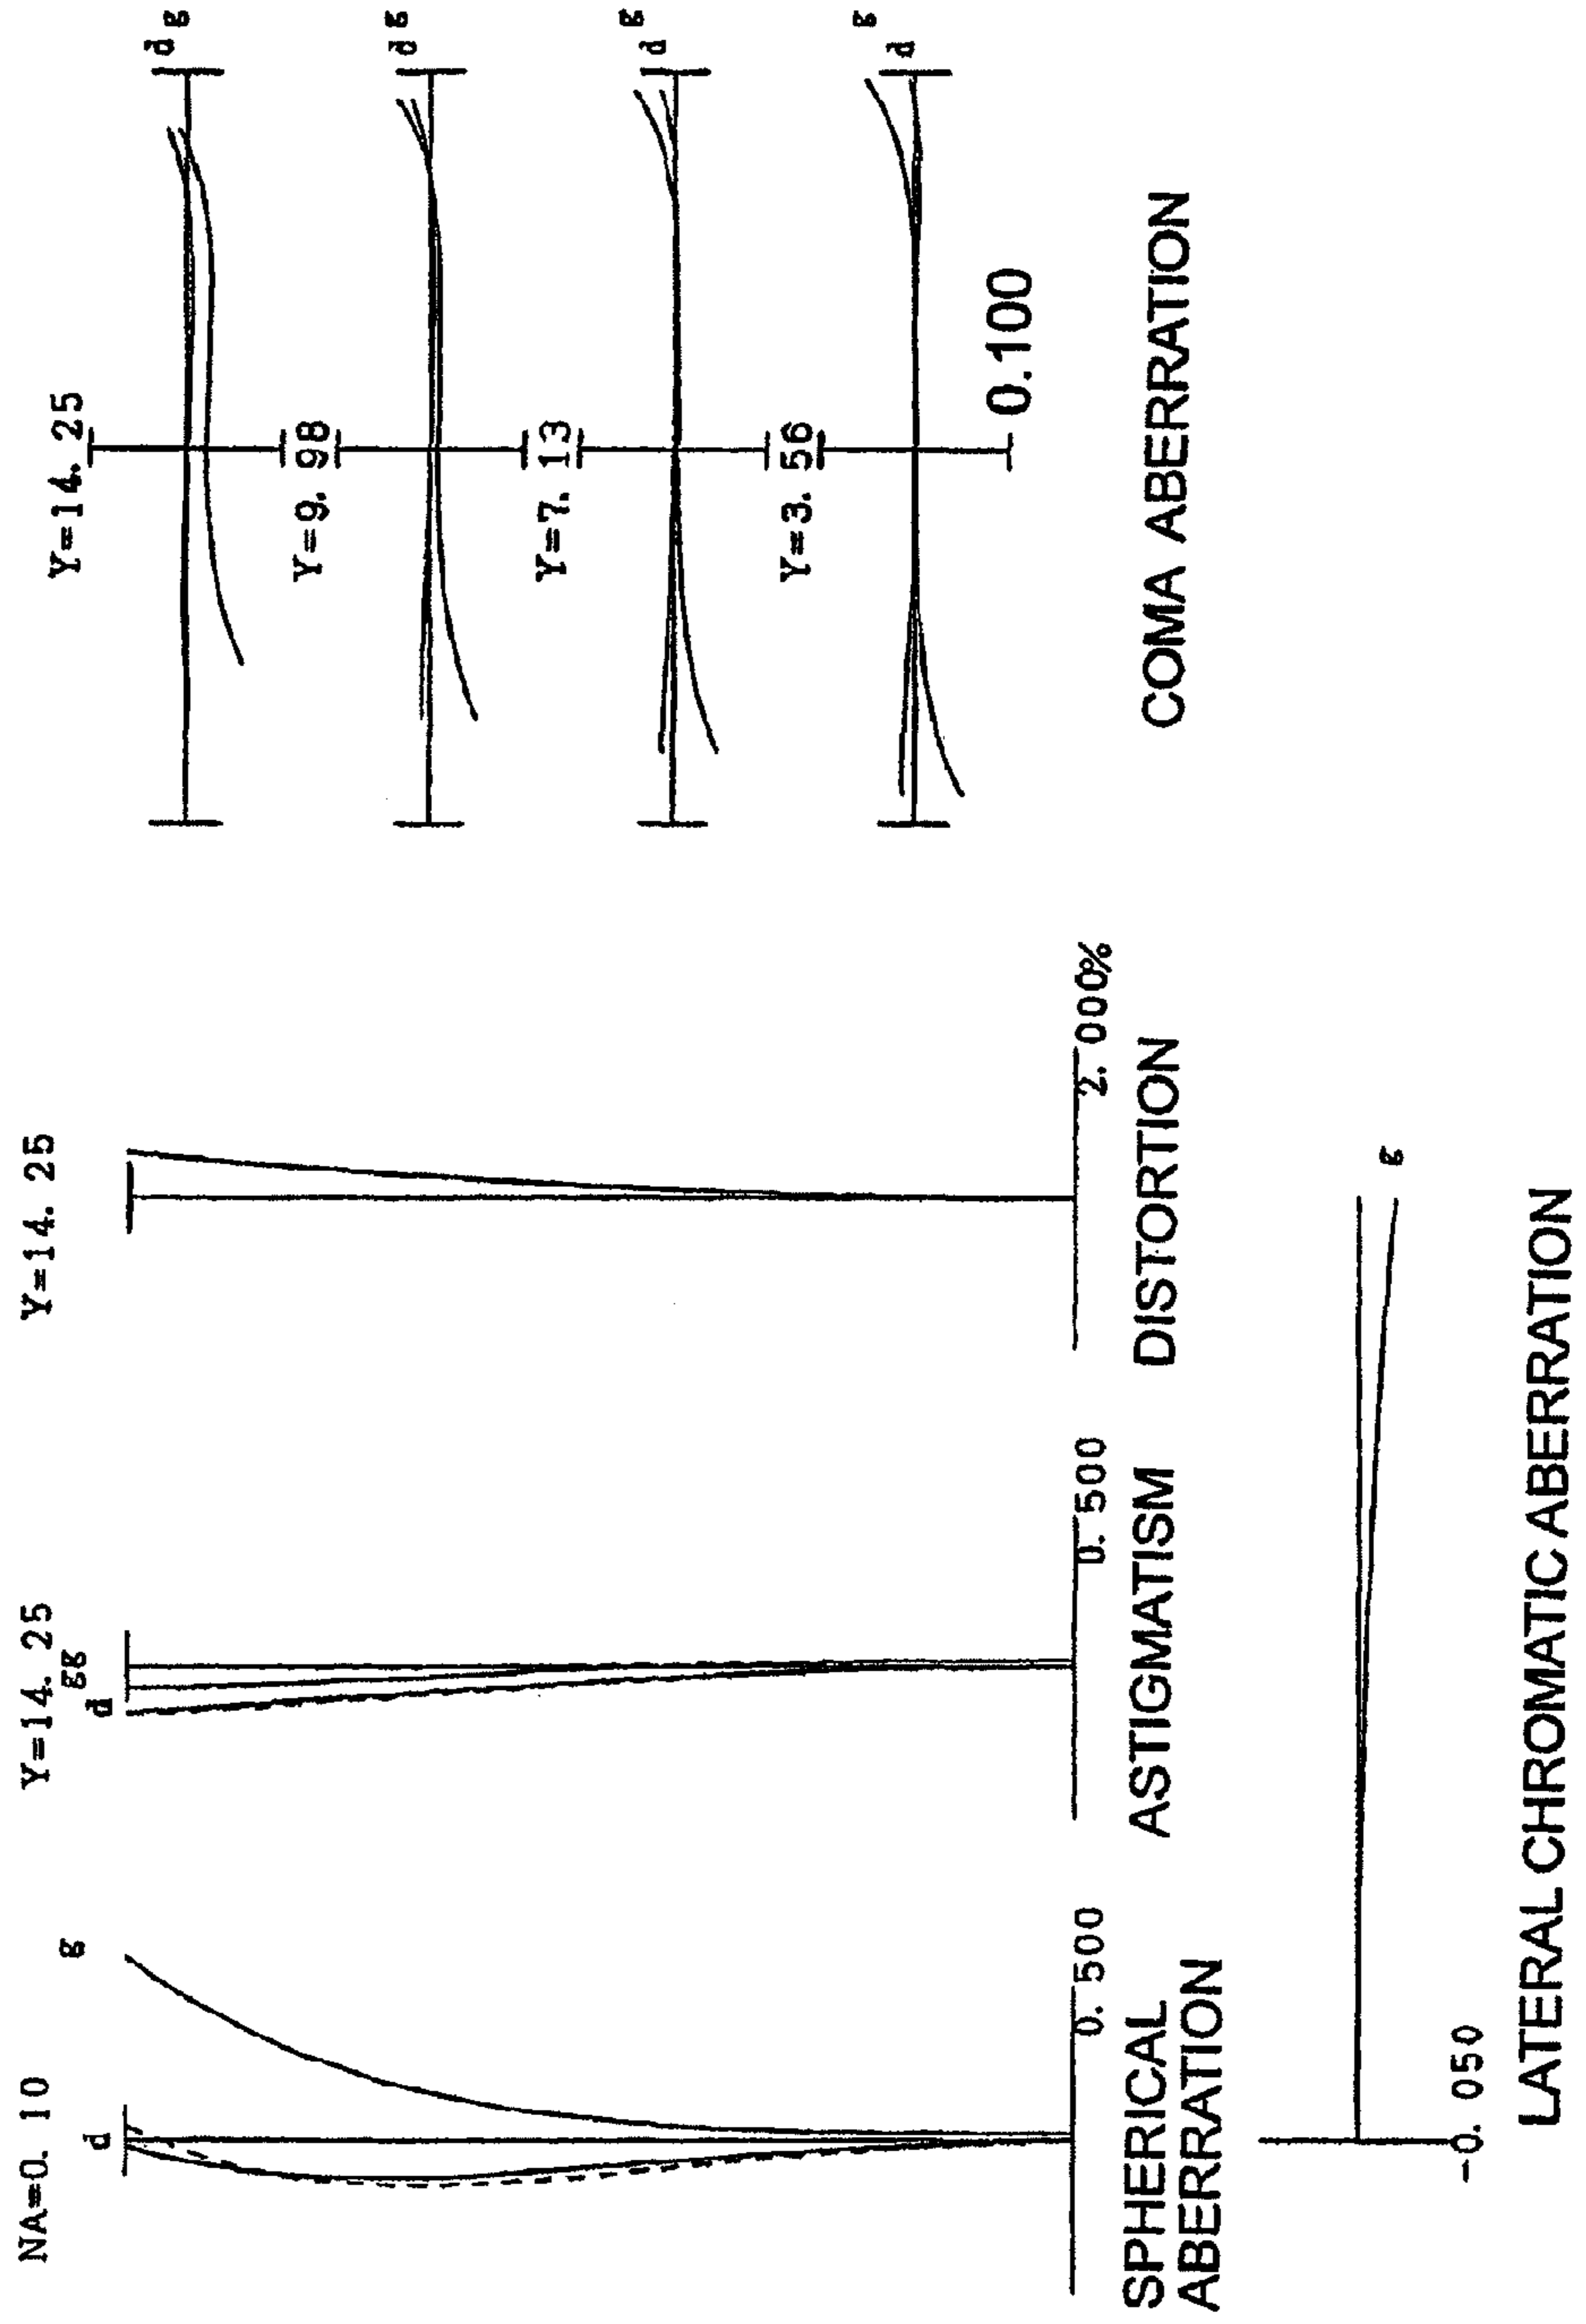 NA=0. 10
d
g
0. 500
SPHERICAL
ABERRATION
Y=14. 25
d
gg
0. 500
ASTIGMATISM
Y=14. 25
2. 000%
DISTORTION
Y=14. 25
d g
Y=9. 98
d g
Y=7. 13
d g
Y=3. 56
d g
0.100
COMA ABERRATION
g
-0. 050
LATERAL CHROMATIC ABERRATION